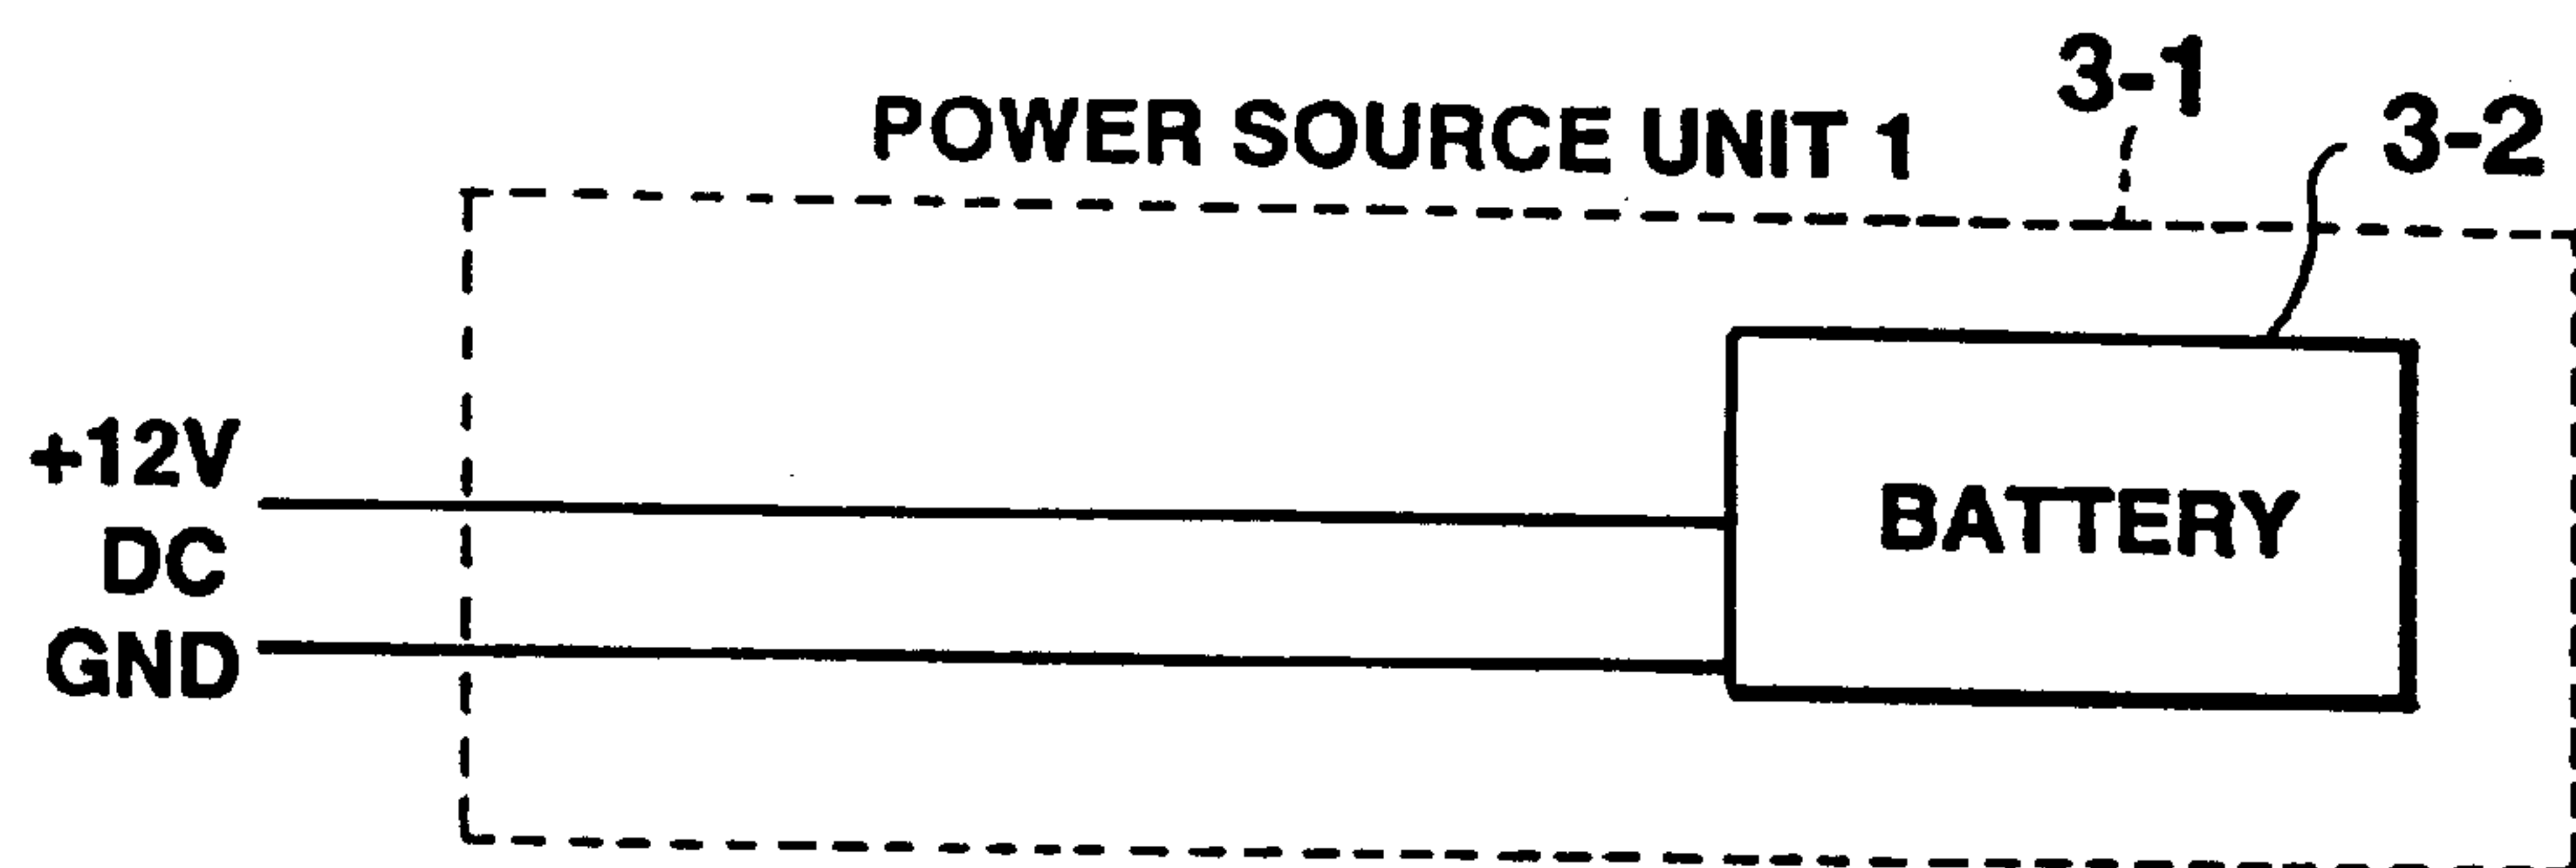 3-1
POWER SOURCE UNIT 1
3-2
+12V
DC
GND
BATTERY